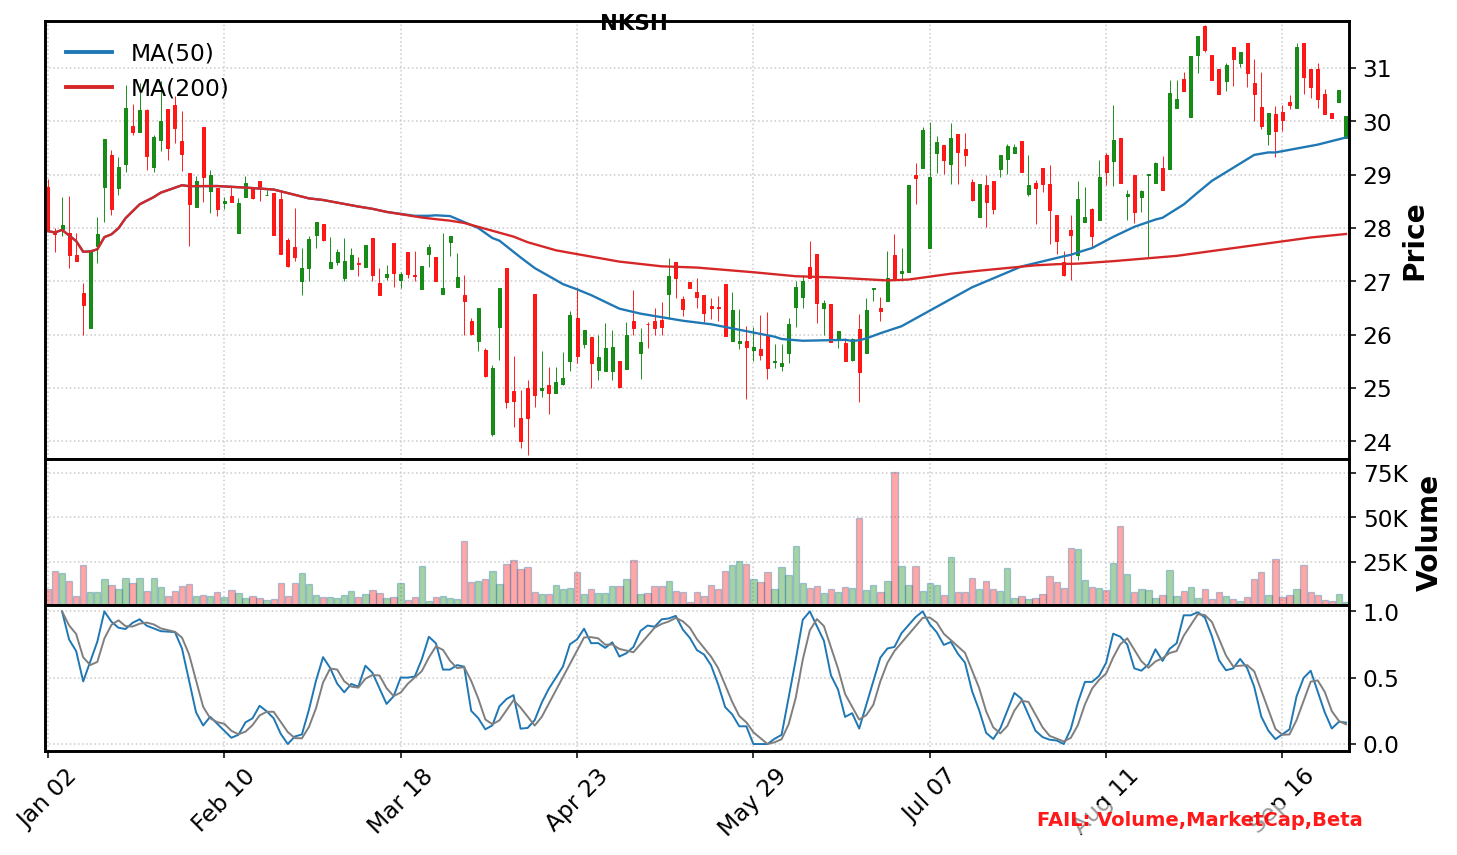 NKSH
MA(50)
MA(200)
31
30
29
28
27
26
25
24
Price
75K
50K
25K
Volume
1.0
0.5
0.0
Jan 02
Feb 10
Mar 18
Apr 23
May 29
Jul 07
Aug 11
Sep 16
FAIL: Volume,MarketCap,Beta